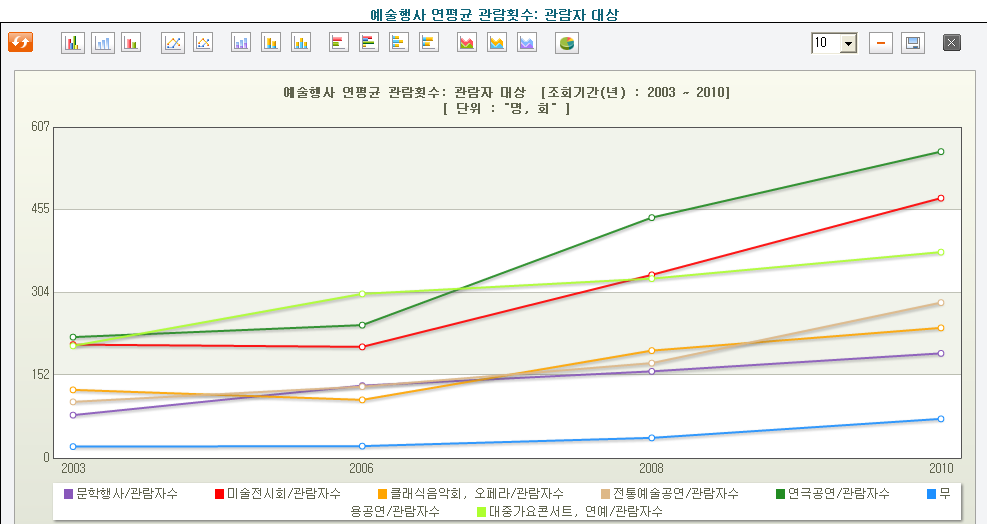 예술행사 연평균 관람횟수: 관람자 대상
10
예술행사 연평균 관람횟수: 관람자 대상 [조회기간(년) : 2003 ~ 2010]
[ 단위 : "명, 회" ]
607
455
304
152
0
2003 2006 2008 2010
문학행사/관람자수 미술전시회/관람자수 클래식음악회, 오페라/관람자수 전통예술공연/관람자수 연극공연/관람자수 무
용공연/관람자수 대중가요콘서트, 연예/관람자수